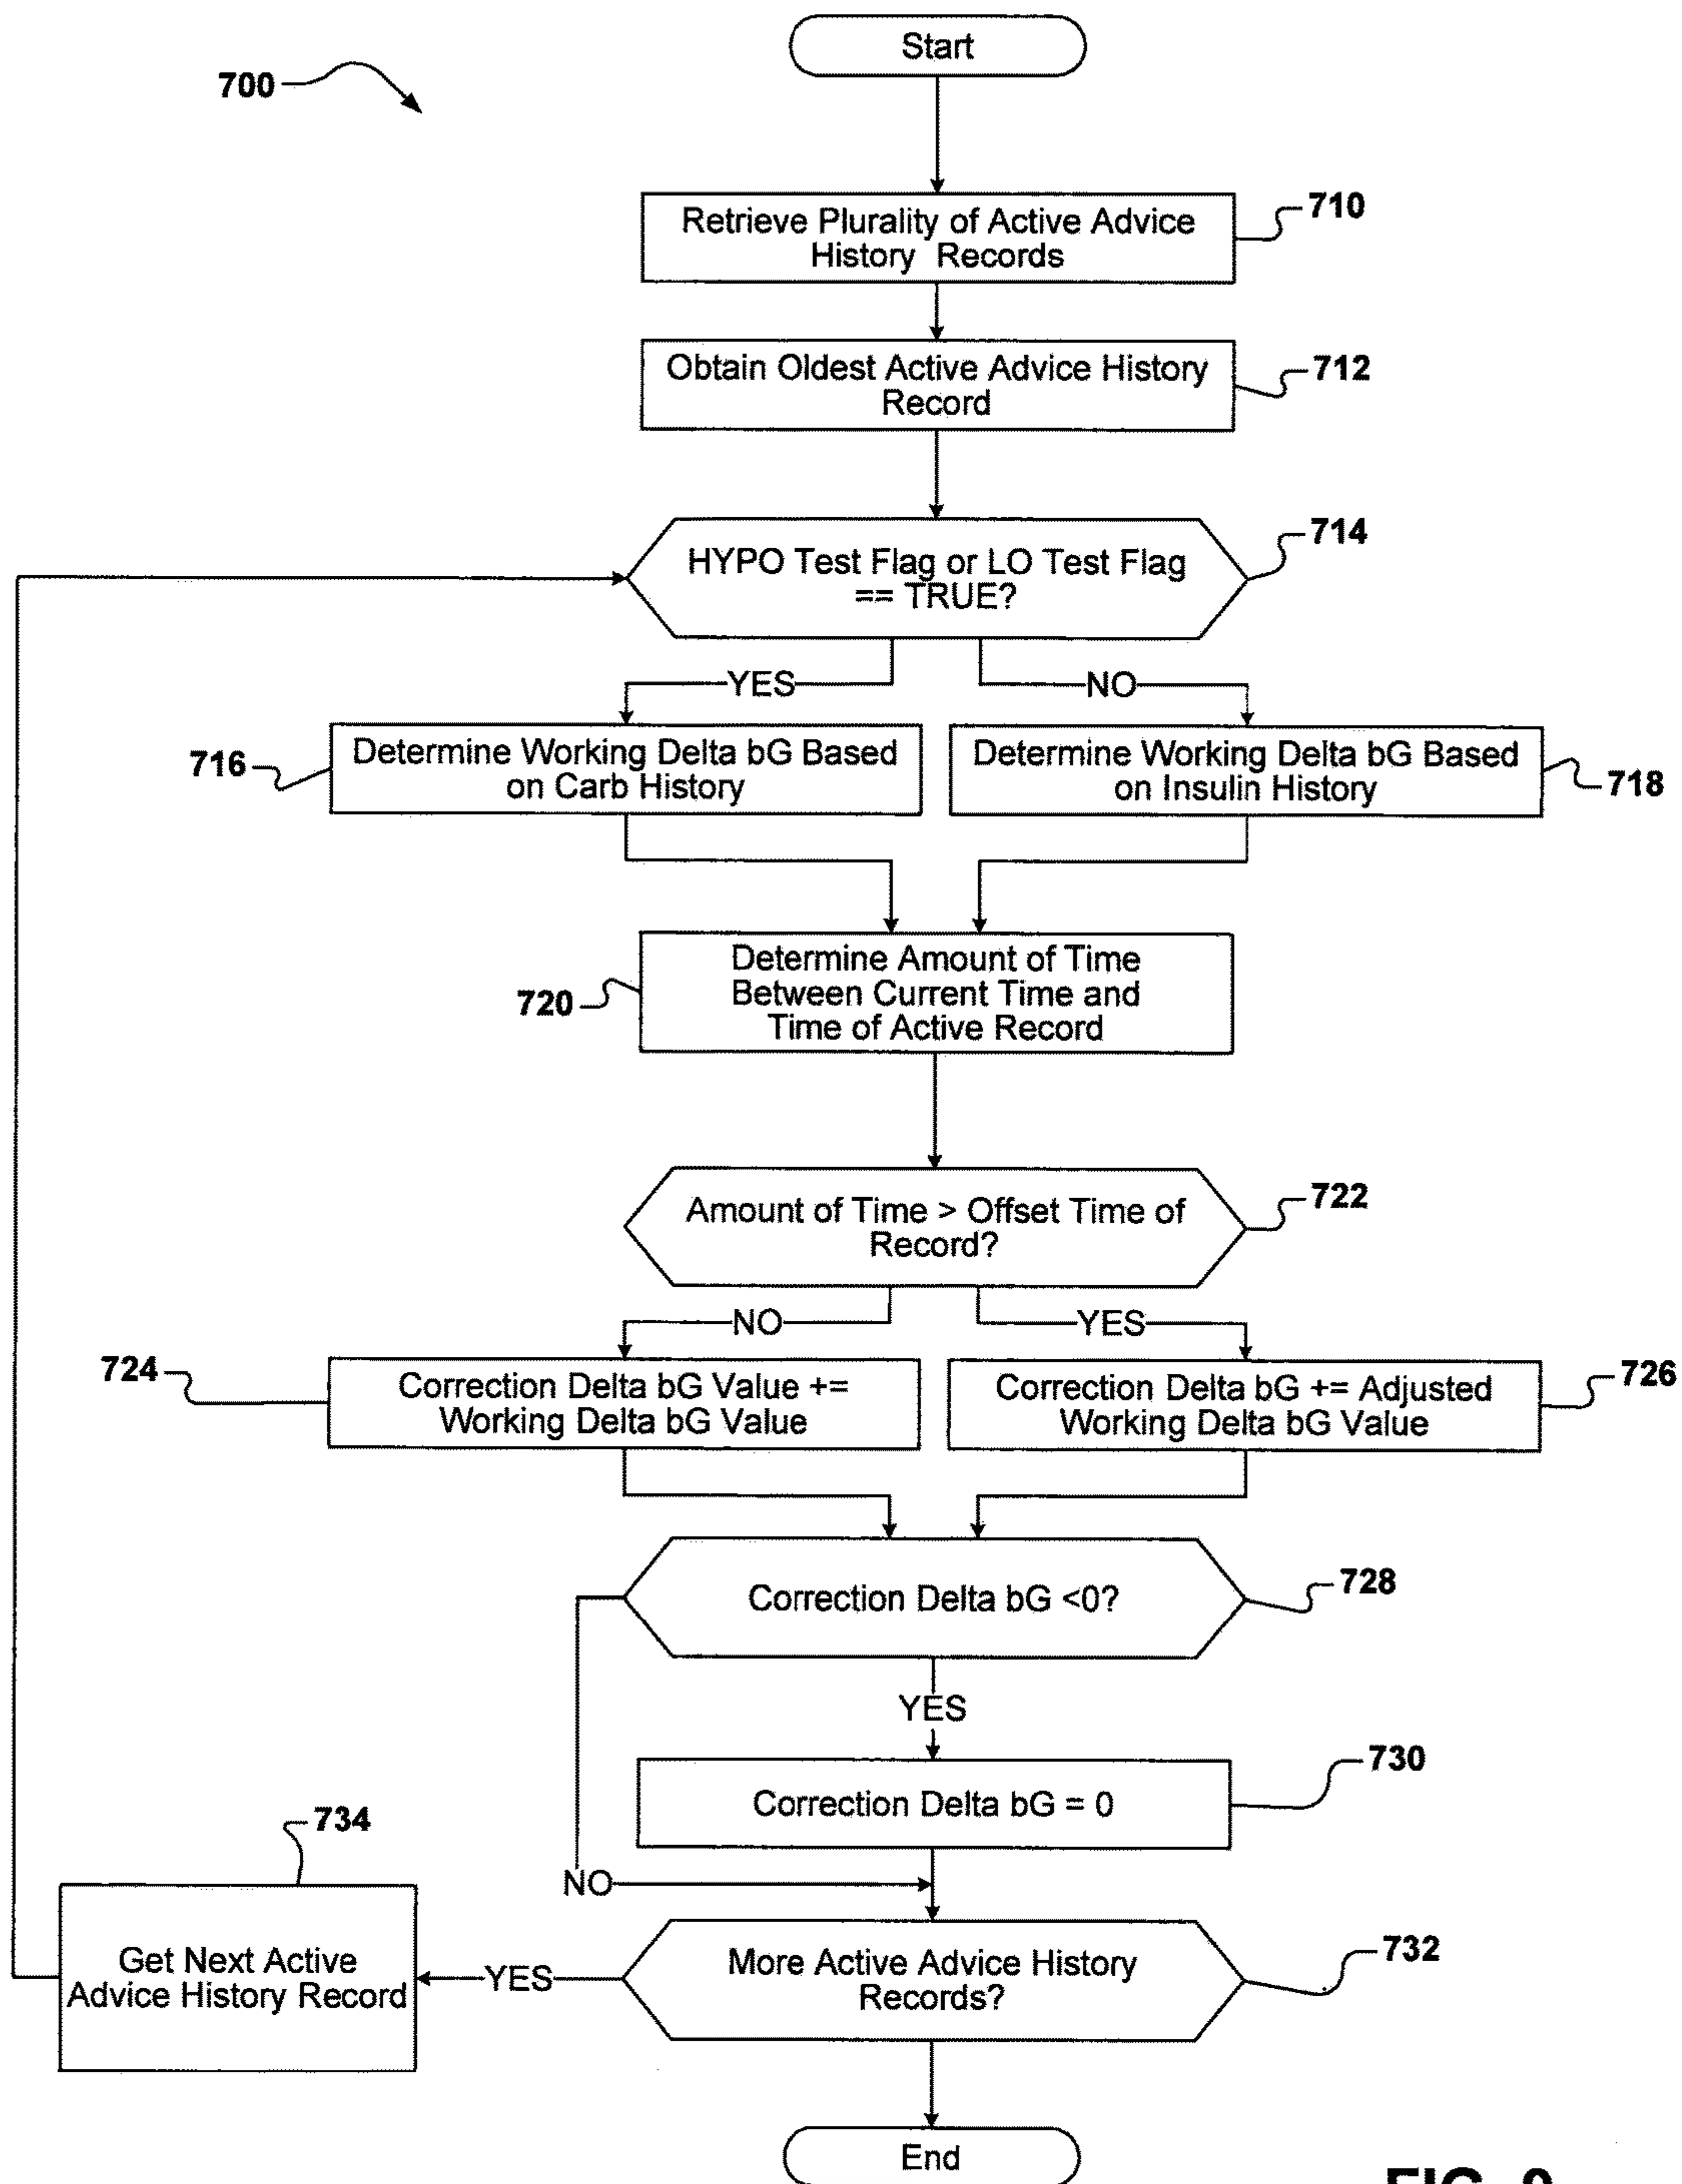 Start
700
Retrieve Plurality of Active Advice
History Records
710
Obtain Oldest Active Advice History
Record
712
HYPO Test Flag or LO Test Flag
== TRUE?
714
YES
NO
716
Determine Working Delta bG Based
on Carb History
Determine Working Delta bG Based
on Insulin History
718
720
Determine Amount of Time
Between Current Time and
Time of Active Record
Amount of Time > Offset Time of
Record?
722
NO
YES
724
Correction Delta bG Value +=
Working Delta bG Value
Correction Delta bG += Adjusted
Working Delta bG Value
726
Correction Delta bG <0?
728
YES
Correction Delta bG = 0
730
734
NO
Get Next Active
Advice History Record
YES
More Active Advice History
Records?
732
End